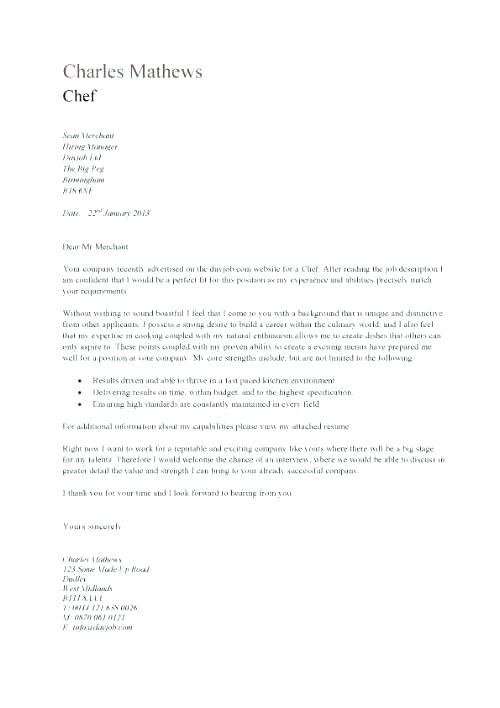 Charles Mathews
Chef
Sean Merchant
Hiring Manager
Dayjob Ltd
The Big Peg
Birmingham
B18 6NF
Date: 22nd January 2013
Dear Mr Merchant
Your company recently advertised on the dayjob.com website for a Chef. After reading the job description I
am confident that I would be a perfect fit for this position as my experience and abilities precisely match
your requirements.
Without wishing to sound boastful I feel that I come to you with a background that is unique and distinctive
from other applicants. I possess a strong desire to build a career within the culinary world, and I also feel
that my expertise in cooking coupled with my natural enthusiasm allows me to create dishes that others can
only aspire to. These points coupled with my proven ability to create a exciting menus have prepared me
well for a position at your company. My core strengths include, but are not limited to the following:
• Results driven and able to thrive in a fast paced kitchen environment.
• Delivering results on time, within budget, and to the highest specification.
• Ensuring high standards are constantly maintained in every field.
For additional information about my capabilities please view my attached resume.
Right now I want to work for a reputable and exciting company like yours where there will be a big stage
for my talents. Therefore I would welcome the chance of an interview, where we would be able to discuss in
greater detail the value and strength I can bring to your already successful company.
I thank you for your time and I look forward to hearing from you.
Yours sincerely
Charles Mathews
123 Some Made Up Road
Dudley
West Midlands
T: 0044 121 638 0026
M: 0870 061 0121
E: info@dayjob.com